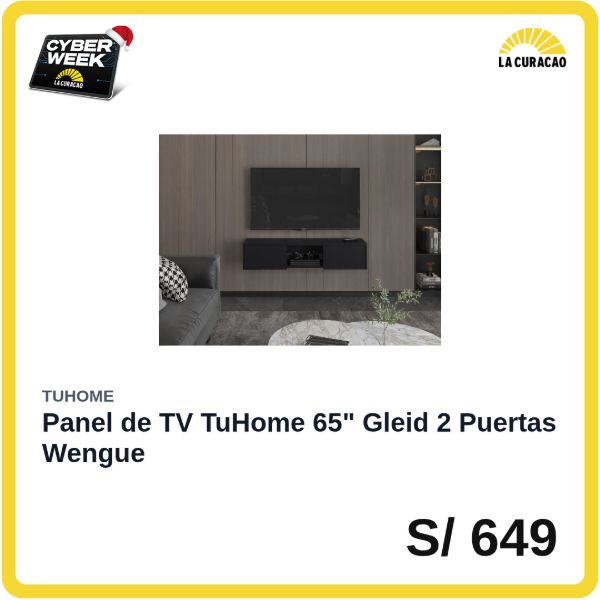 CYBER
WEEK
LA CURACAO
LA CURACAO
TUHOME
Panel de TV TuHome 65" Gleid 2 Puertas
Wengue
S/ 649